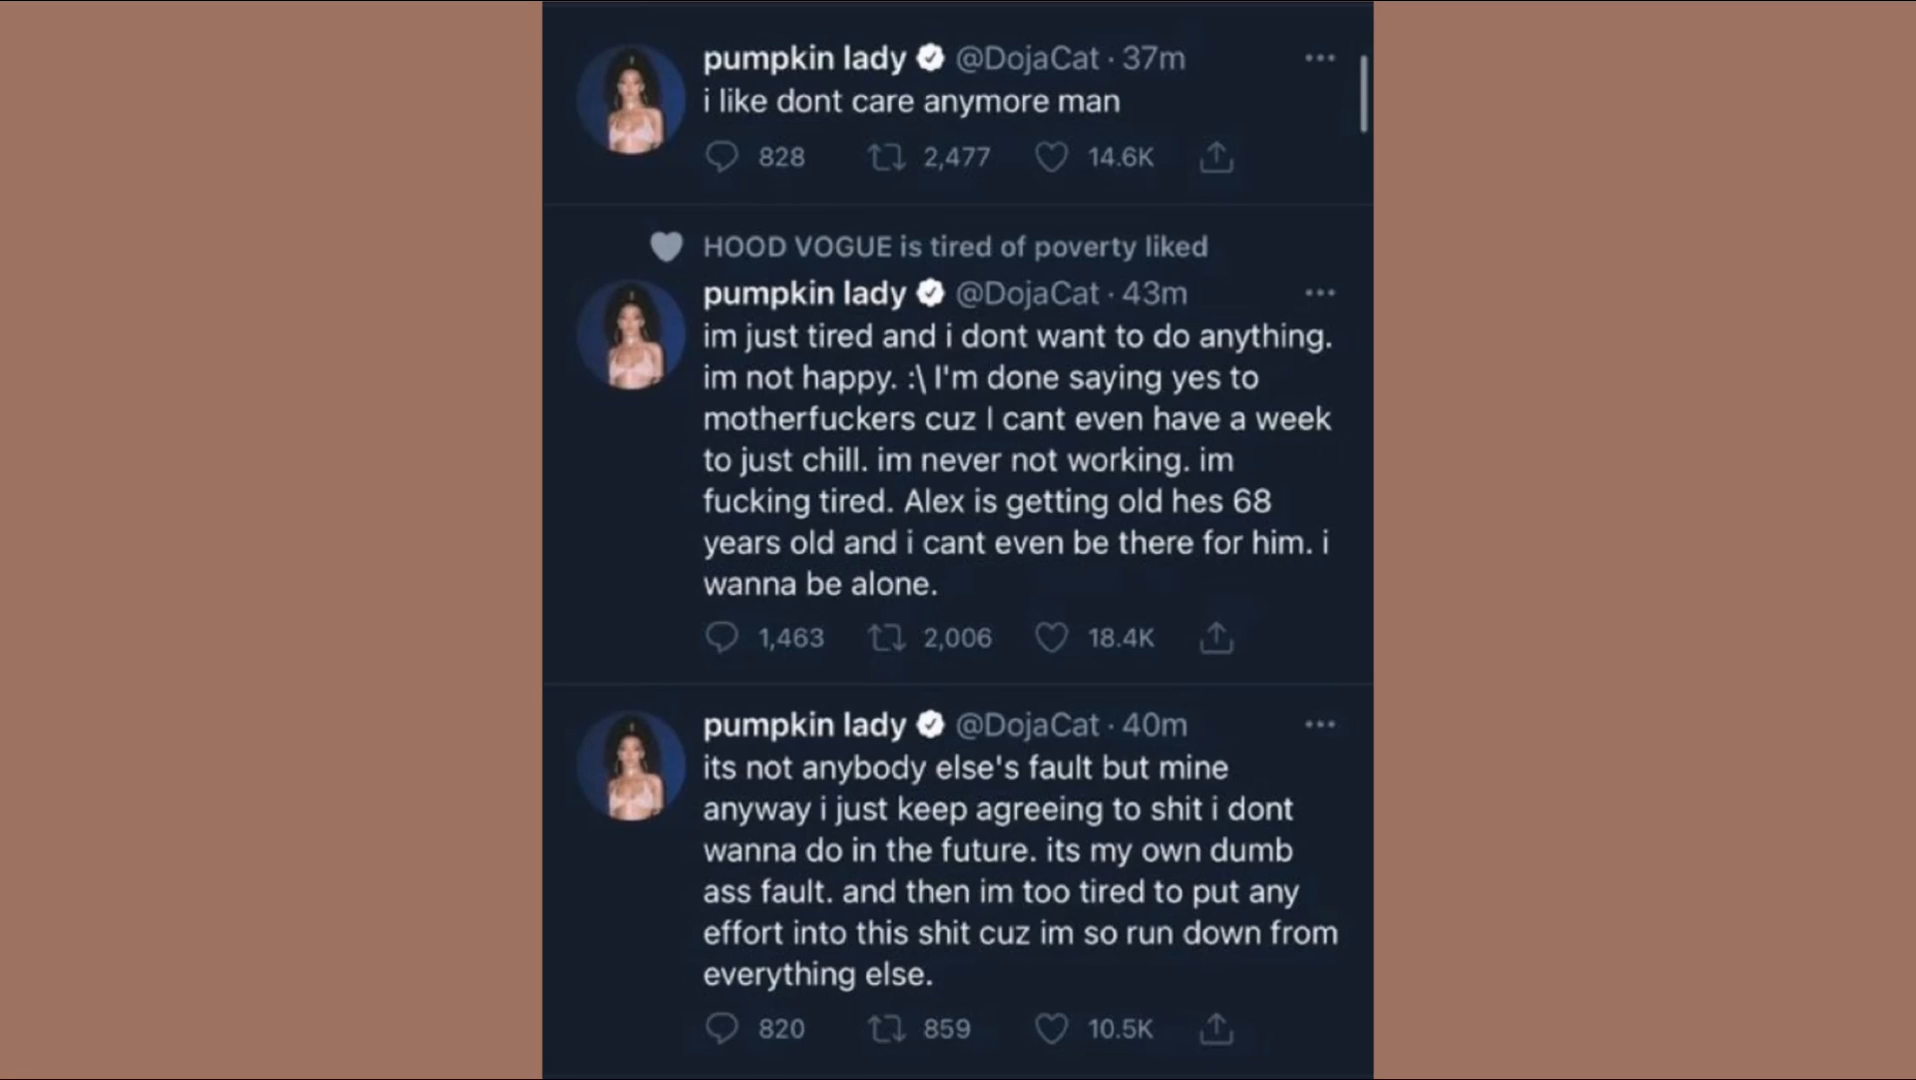 pumpkin lady @DojaCat · 37m
i like dont care anymore man
828 2,477 14.6K
HOOD VOGUE is tired of poverty liked
pumpkin lady @DojaCat · 43m
im just tired and i dont want to do anything.
im not happy. :\ I'm done saying yes to
motherfuckers cuz I cant even have a week
to just chill. im never not working. im
fucking tired. Alex is getting old hes 68
years old and i cant even be there for him. i
wanna be alone.
1,463 2,006 18.4K
pumpkin lady @DojaCat · 40m
its not anybody else's fault but mine
anyway i just keep agreeing to shit i dont
wanna do in the future. its my own dumb
ass fault. and then im too tired to put any
effort into this shit cuz im so run down from
everything else.
820 859 10.5K